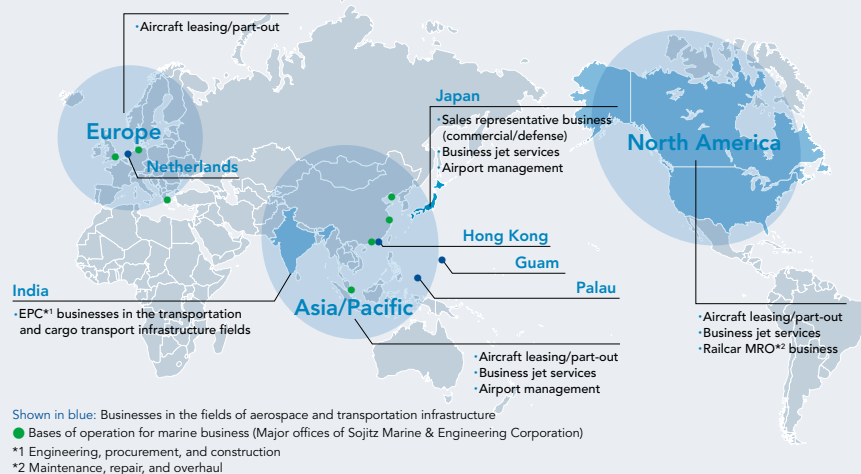 ・Aircraft leasing/part-out
Europe
Netherlands
Japan
・Sales representative business
(commercial/defense)
・Business jet services
・Airport management
North America
Hong Kong
Guam
Palau
India
・EPC*1 businesses in the transportation
and cargo transport infrastructure fields
Asia/Pacific
・Aircraft leasing/part-out
・Business jet services
・Airport management
・Aircraft leasing/part-out
・Business jet services
・Railcar MRO*2 business
Shown in blue: Businesses in the fields of aerospace and transportation infrastructure
● Bases of operation for marine business (Major offices of Sojitz Marine & Engineering Corporation)
*1 Engineering, procurement, and construction
*2 Maintenance, repair, and overhaul